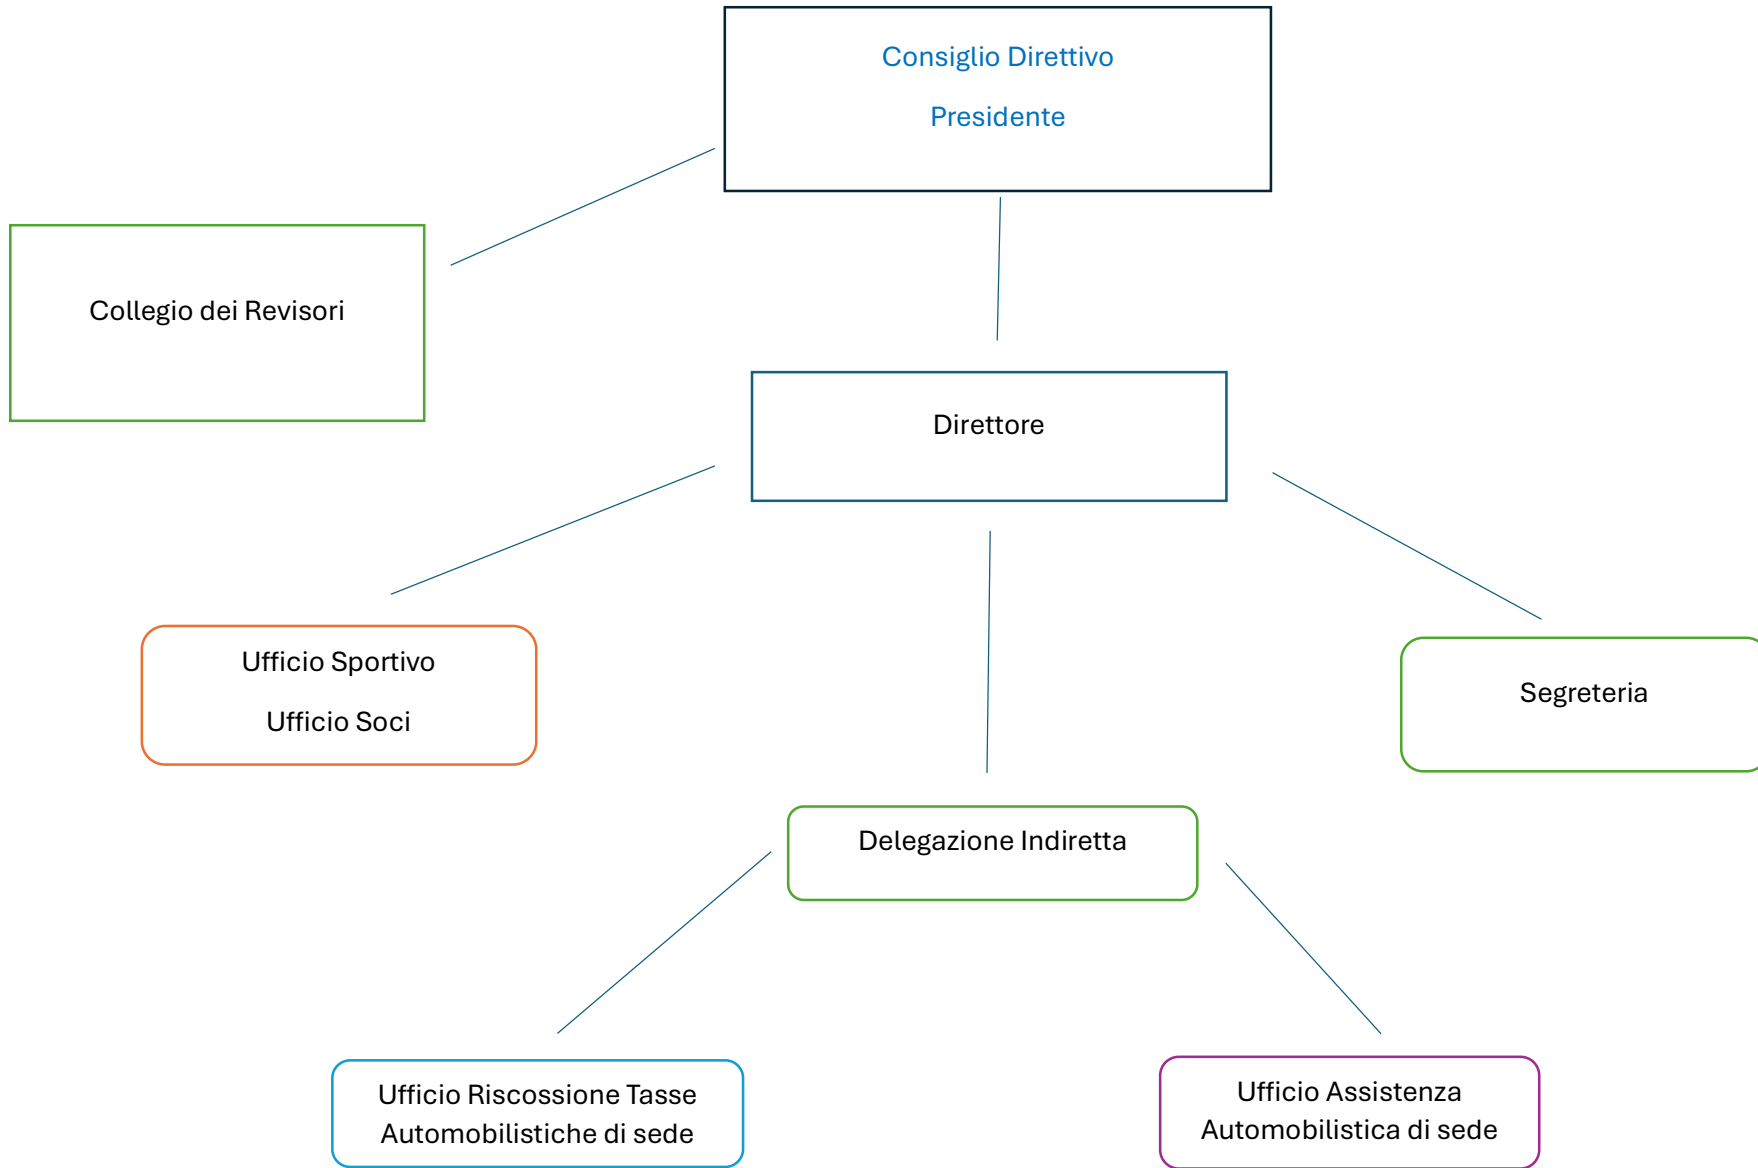 Consiglio Direttivo
Presidente
Collegio dei Revisori
Direttore
Ufficio Sportivo
Ufficio Soci
Segreteria
Delegazione Indiretta
Ufficio Riscossione Tasse
Automobilistiche di sede
Ufficio Assistenza
Automobilistica di sede